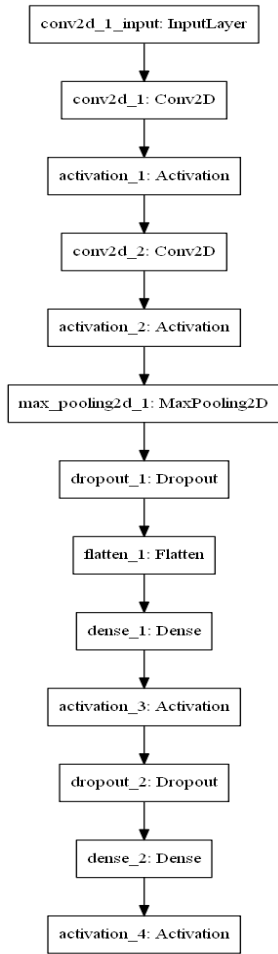 conv2d_1_input: InputLayer
conv2d_1: Conv2D
activation_1: Activation
conv2d_2: Conv2D
activation_2: Activation
max_pooling2d_1: MaxPooling2D
dropout_1: Dropout
flatten_1: Flatten
dense_1: Dense
activation_3: Activation
dropout_2: Dropout
dense_2: Dense
activation_4: Activation